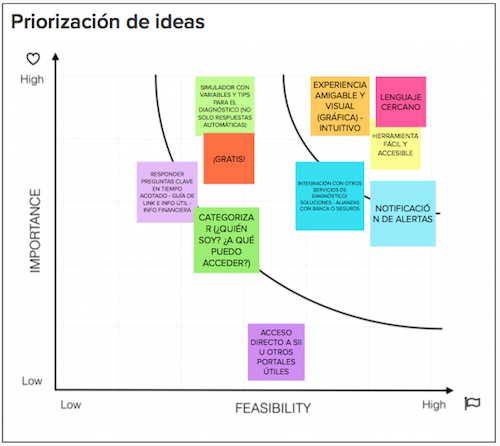 Priorización de ideas
High
SIMULADOR CON
VARIABLES Y TIPS
PARA EL
DIAGNÓSTICO (NO
SOLO RESPUESTAS
AUTOMÁTICAS)
EXPERIENCIA
AMIGABLE Y
VISUAL
(GRÁFICA) -
INTUITIVO
LENGUAJE
CERCANO
HERRAMIENTA
FÁCIL Y
ACCESIBLE
¡GRATIS!
RESPONDER
PREGUNTAS CLAVE
EN TIEMPO
ACOTADO - GUÍA DE
LINK E INFO ÚTIL -
INFO FINANCIERA
INTEGRACIÓN CON OTROS
SERVICIOS DE
DIAGNÓSTICO/
SOLUCIONES - ALIANZAS
CON BANCA O SEGUROS
NOTIFICACIÓ
N DE ALERTAS
CATEGORIZA
R (¿QUIÉN
SOY? ¿A QUÉ
PUEDO
ACCEDER?)
IMPORTANCE
ACCESO
DIRECTO A SII
U OTROS
PORTALES
ÚTILES
Low
Low
FEASIBILITY
High